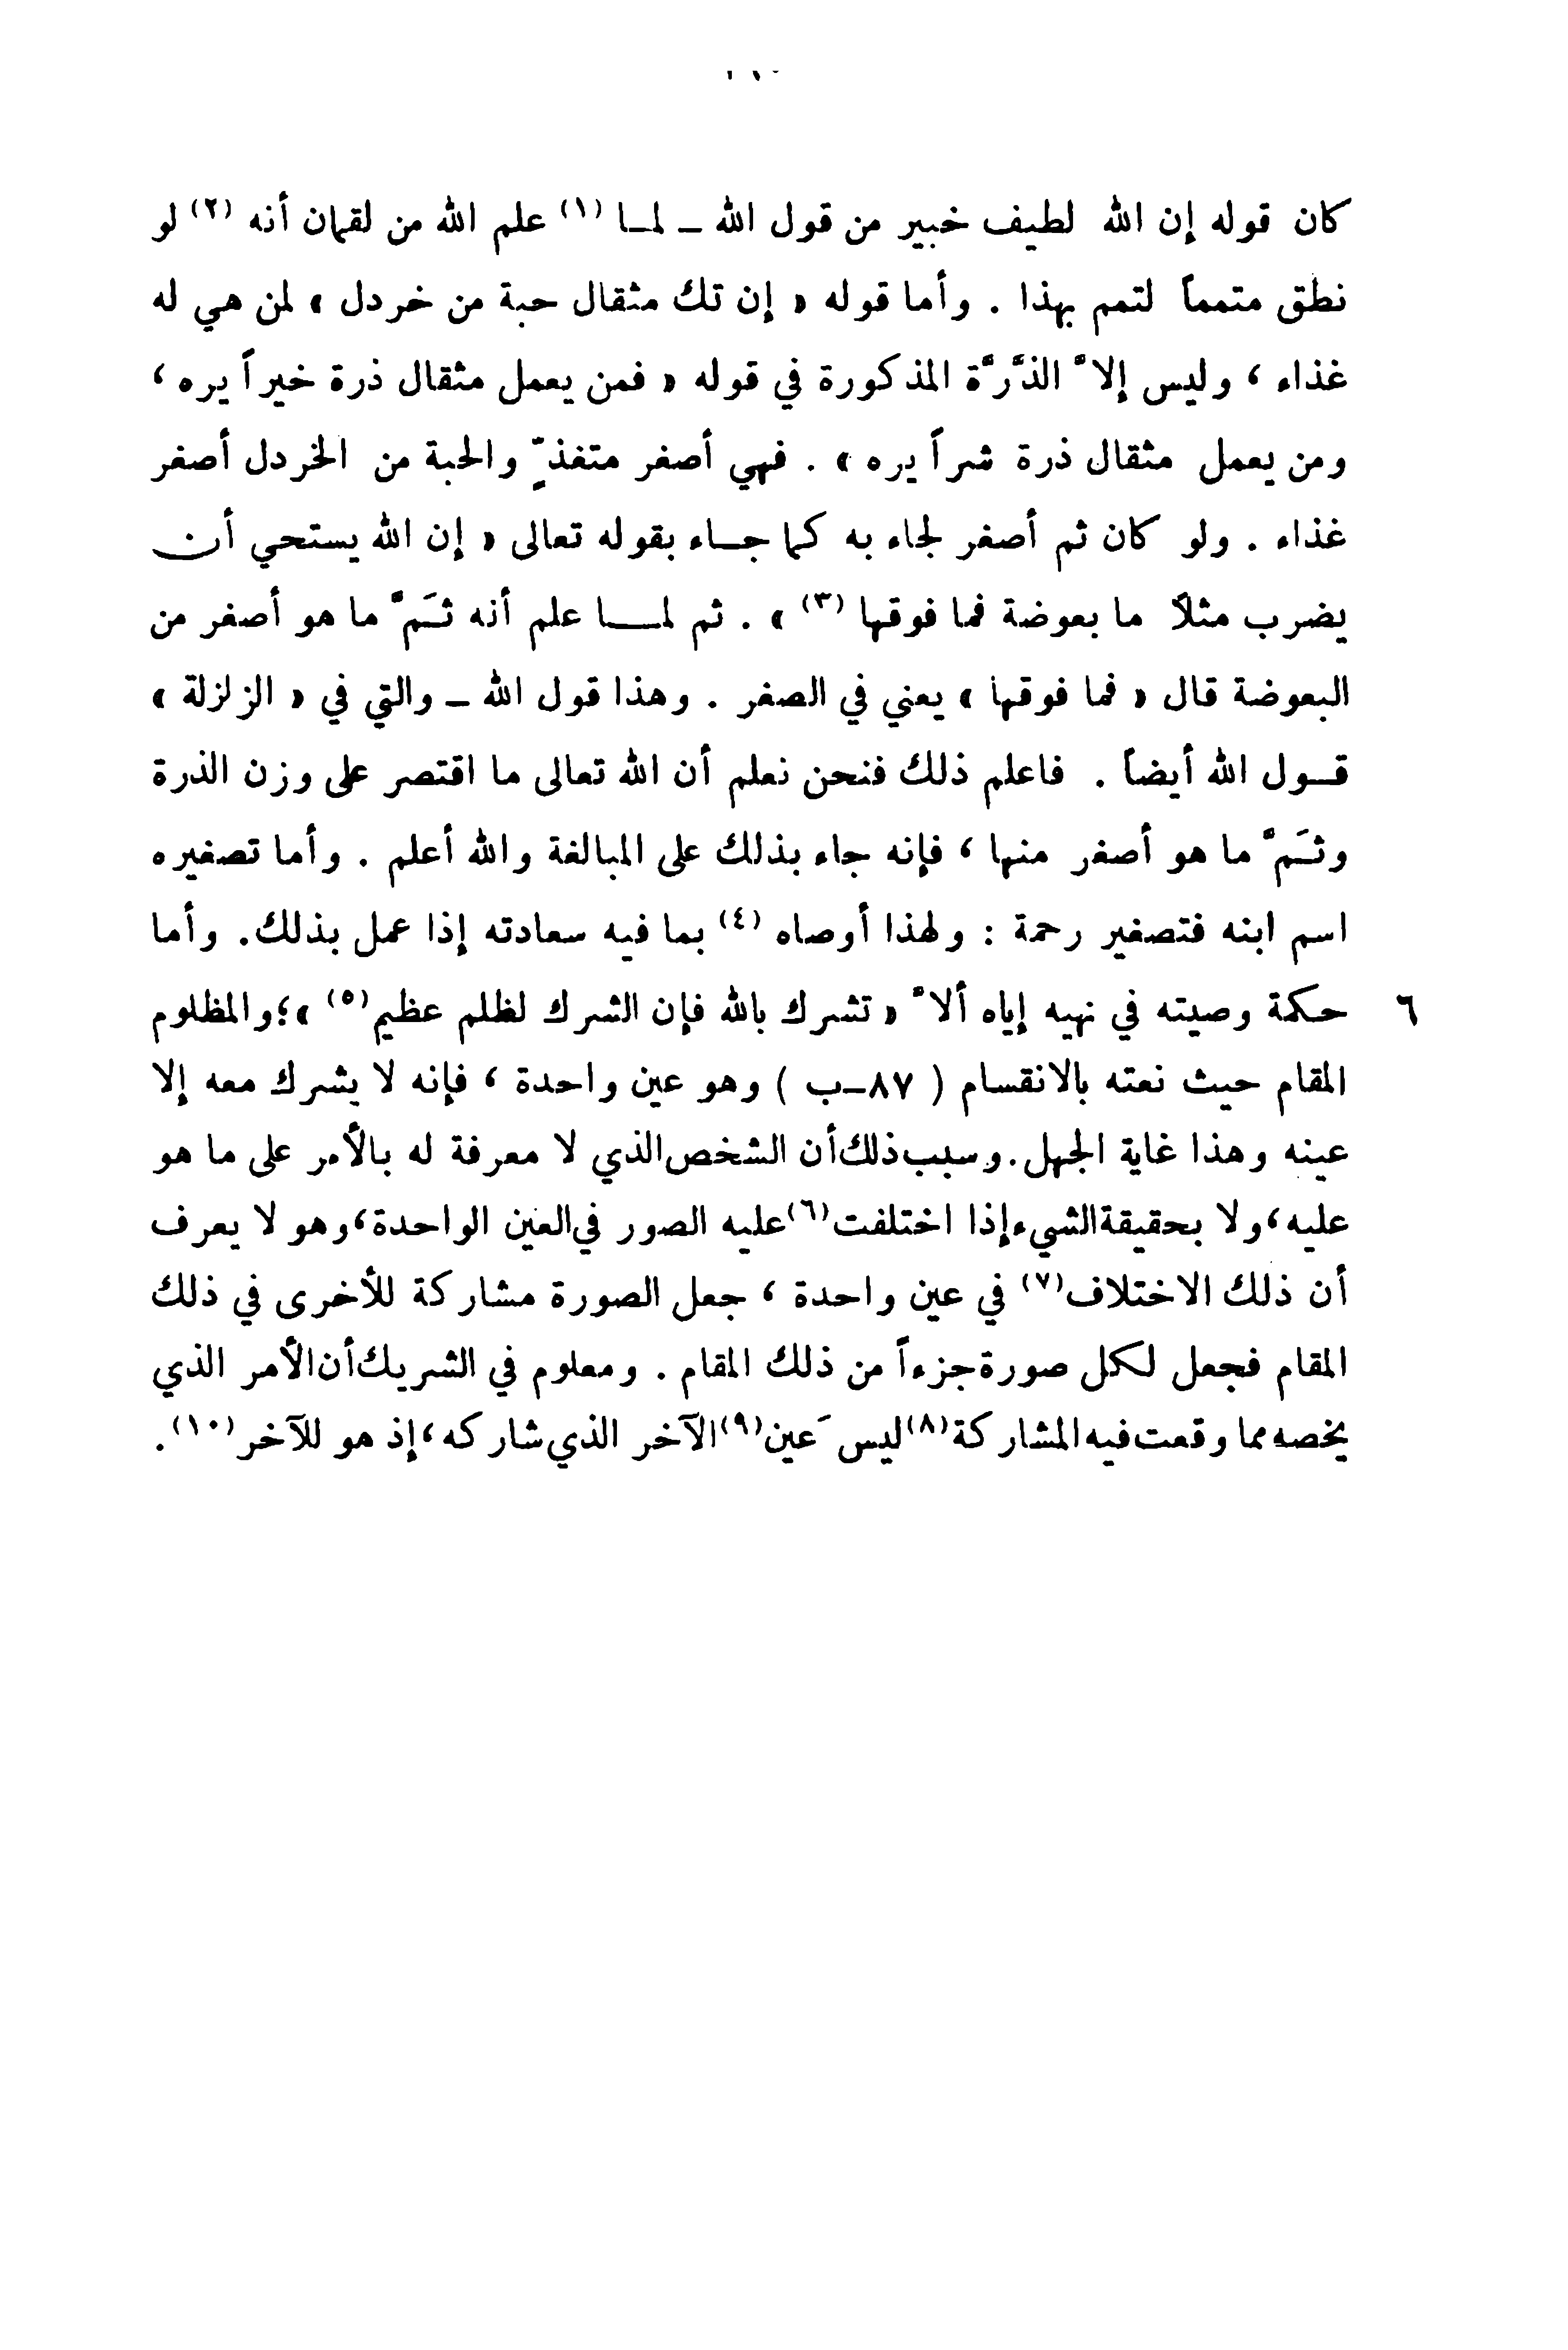 كان قوله إن الله لطيف خبير من قول الله – لما (١) علم الله من لقمان أنه (٢) لو
نطق متمماً لتمم بهذا . وأما قوله « إن تك مثقال حبة من خردل » لمن هي له
غذاء ، وليس إلاَّ الذَّرَّة المذكورة في قوله « فمن يعمل مثقال ذرة خيراً يره ،
ومن يعمل مثقال ذرة شراً يره » . فهي أصغر متغذٍّ والحبة من الخردل أصغر
غذاء . ولو كان ثم أصغر لجاء به كما جاء بقوله تعالى « إن الله يستحي أن
يضرب مثلاً ما بعوضة فما فوقها (٣) » . ثم لما علم أنه ثَمَّ ما هو أصغر من
البعوضة قال « فما فوقها » يعني في الصغر . وهذا قول الله – والتي في « الزلزلة »
قول الله أيضاً . فاعلم ذلك فنحن نعلم أن الله تعالى ما اقتصر على وزن الذرة
وثَمَّ ما هو أصغر منها ، فإنه جاء بذلك على المبالغة والله أعلم . وأما تصغيره
اسم ابنه فتصغير رحمة : ولهذا أوصاه (٤) بما فيه سعادته إذا عمل بذلك. وأما
٦ حكمة وصيته في نهيه إياه ألاَّ « تشرك بالله فإن الشرك لظلم عظيم(٥) »؛ والمظلوم
المقام حيث نعته بالانقسام ( ٨٧–ب ) وهو عين واحدة ، فإنه لا يشرك معه إلا
عينه وهذا غاية الجهل. وسبب ذلك أن الشخص الذي لا معرفة له بالأمر على ما هو
عليه، ولا بحقيقة الشيء إذا اختلفت(٦) عليه الصور في العين الواحدة، وهو لا يعرف
أن ذلك الاختلاف(٧) في عين واحدة ، جعل الصورة مشاركة للأخرى في ذلك
المقام فجعل لكل صورة جزءاً من ذلك المقام . ومعلوم في الشريك أن الأمر الذي
يخصه مما وقعت فيه المشاركة(٨) ليس عَين(٩) الآخر الذي شاركه، إذ هو للآخر(١٠) .